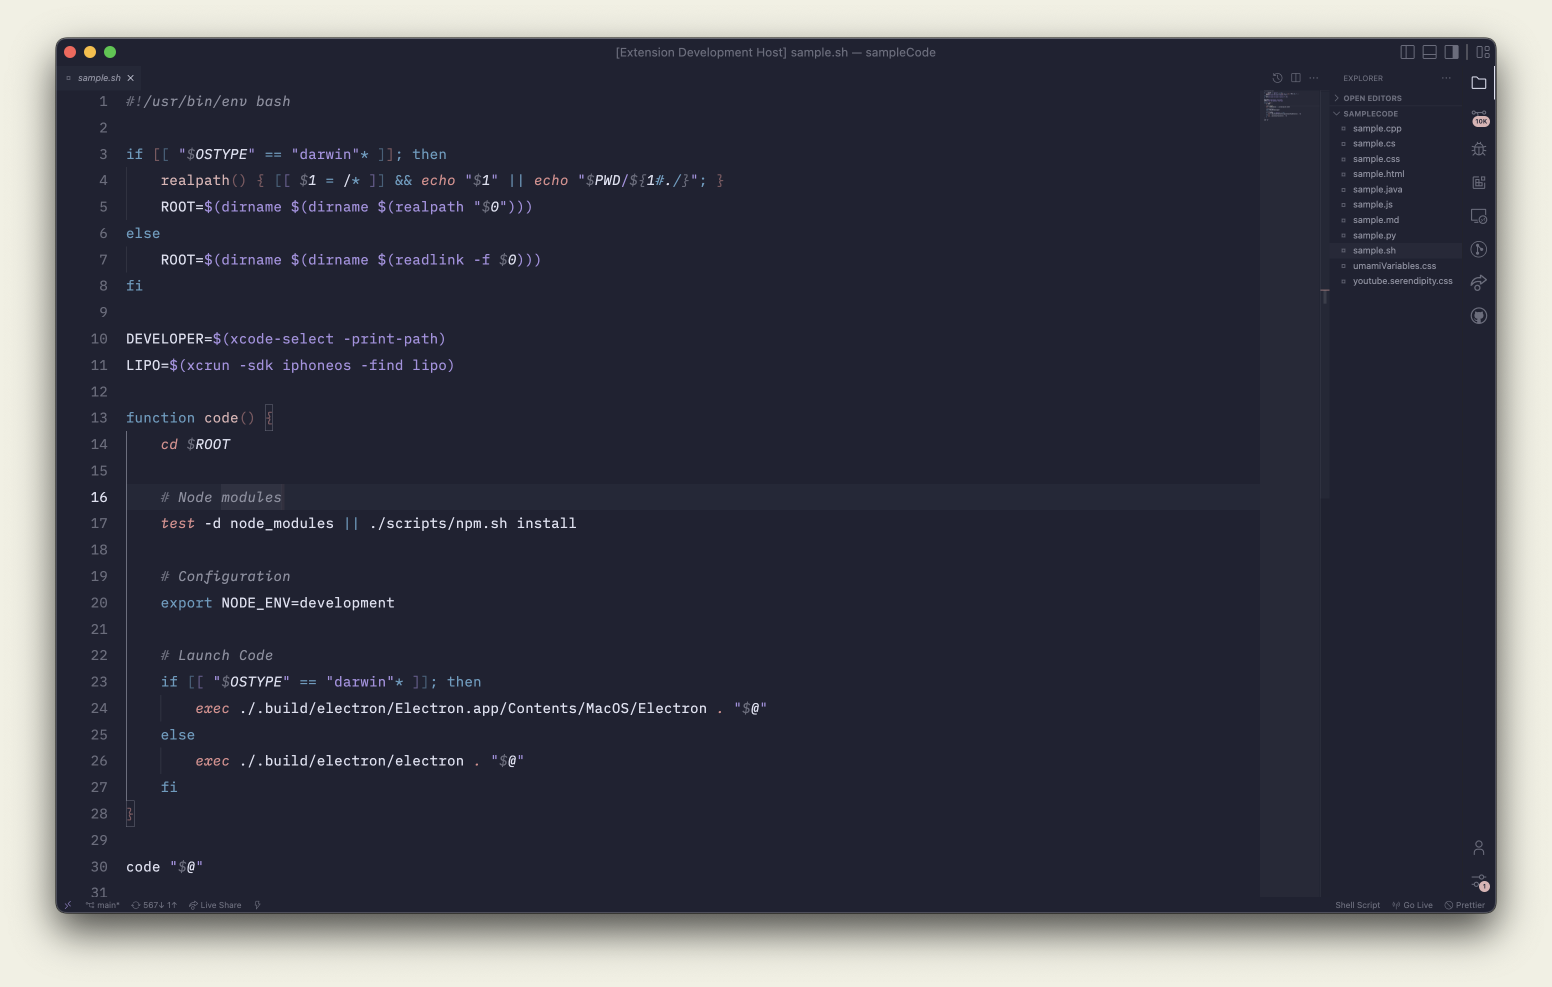 [Extension Development Host] sample.sh — sampleCode
sample.sh
EXPLORER
OPEN EDITORS
SAMPLECODE
sample.cpp
sample.cs
sample.css
sample.html
sample.java
sample.js
sample.md
sample.py
sample.sh
umamiVariables.css
youtube.serendipity.css
10K
1
1 #!/usr/bin/env bash
2
3 if [[ "$OSTYPE" == "darwin"* ]]; then
4     realpath() { [[ $1 = /* ]] && echo "$1" || echo "$PWD/${1#./}"; }
5     ROOT=$(dirname $(dirname $(realpath "$0")))
6 else
7     ROOT=$(dirname $(dirname $(readlink -f $0)))
8 fi
9
10 DEVELOPER=$(xcode-select -print-path)
11 LIPO=$(xcrun -sdk iphoneos -find lipo)
12
13 function code() {
14     cd $ROOT
15
16     # Node modules
17     test -d node_modules || ./scripts/npm.sh install
18
19     # Configuration
20     export NODE_ENV=development
21
22     # Launch Code
23     if [[ "$OSTYPE" == "darwin"* ]]; then
24         exec ./.build/electron/Electron.app/Contents/MacOS/Electron . "$@"
25     else
26         exec ./.build/electron/electron . "$@"
27     fi
28 }
29
30 code "$@"
31
main* 567↓ 1↑ Live Share
Shell Script Go Live Prettier